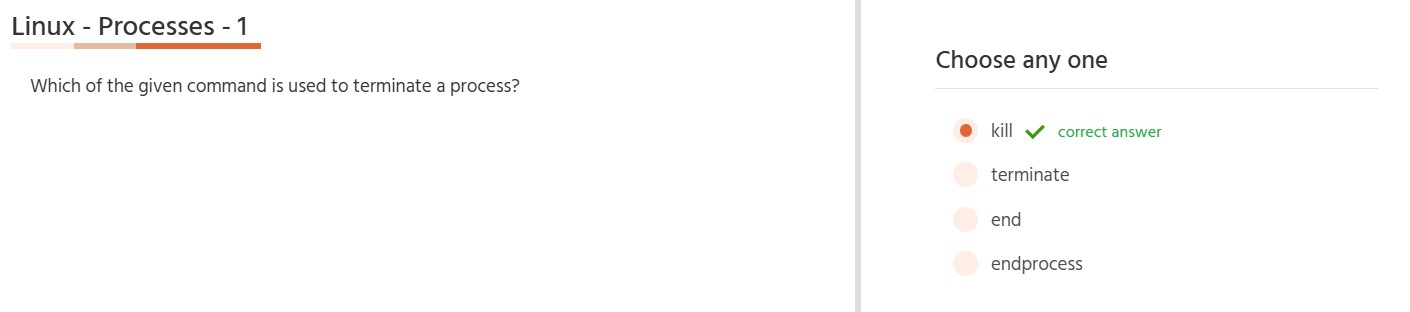 Linux - Processes - 1
Which of the given command is used to terminate a process?
Choose any one
kill correct answer
terminate
end
endprocess